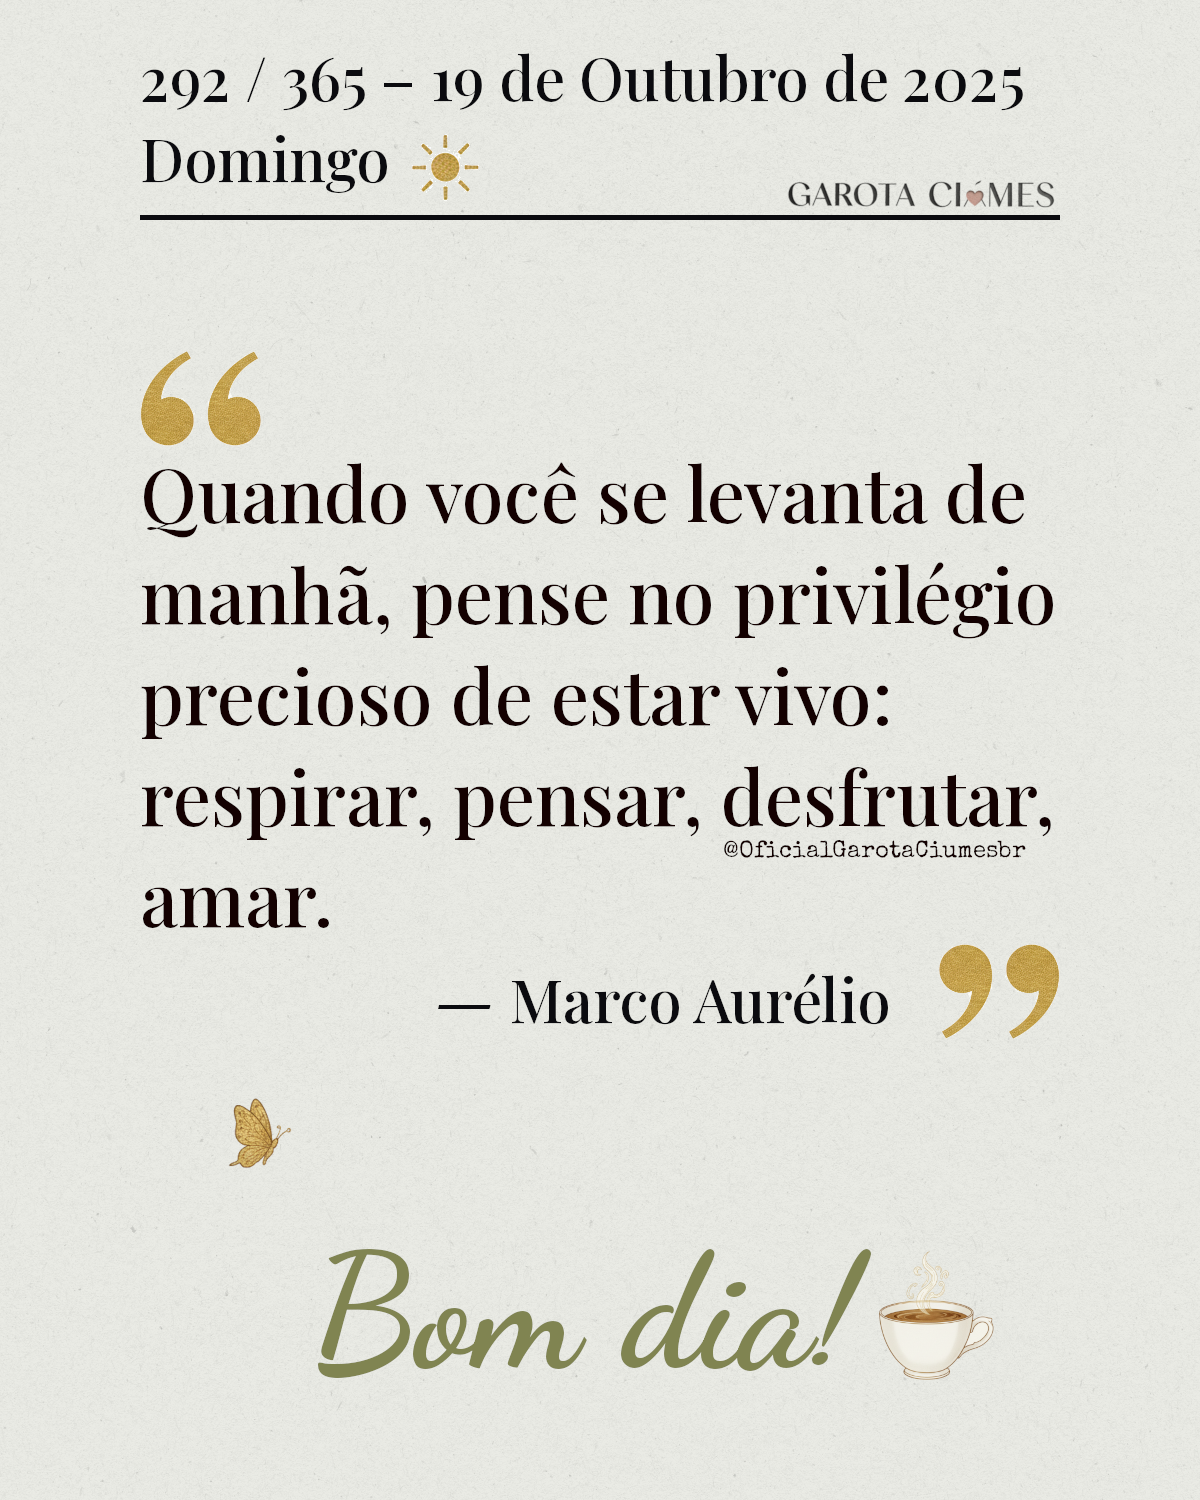 292 / 365 – 19 de Outubro de 2025
Domingo
GAROTA CIÚMES
“
Quando você se levanta de
manhã, pense no privilégio
precioso de estar vivo:
respirar, pensar, desfrutar,
@OficialGarotaCiumesbr
amar.
— Marco Aurélio ”
Bom dia!